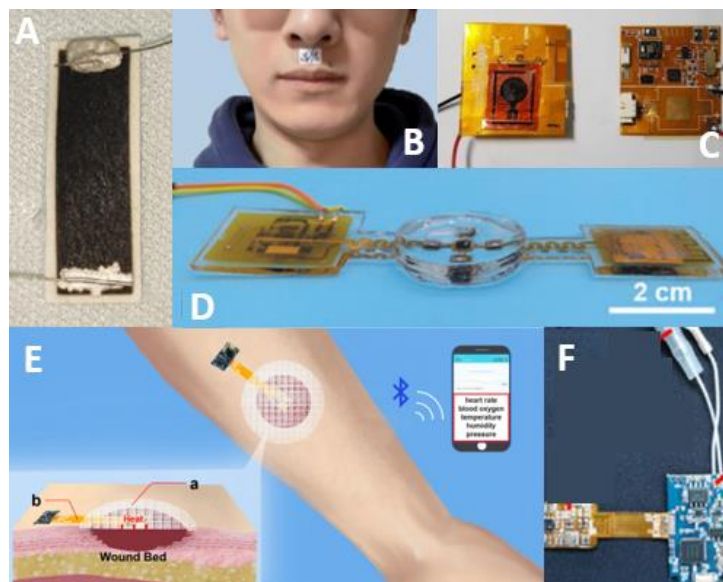 A
B
C
D
2 cm
E
heart rate
blood oxygen
temperature
humidity
pressure
a
b
Heat
Wound Bed
F